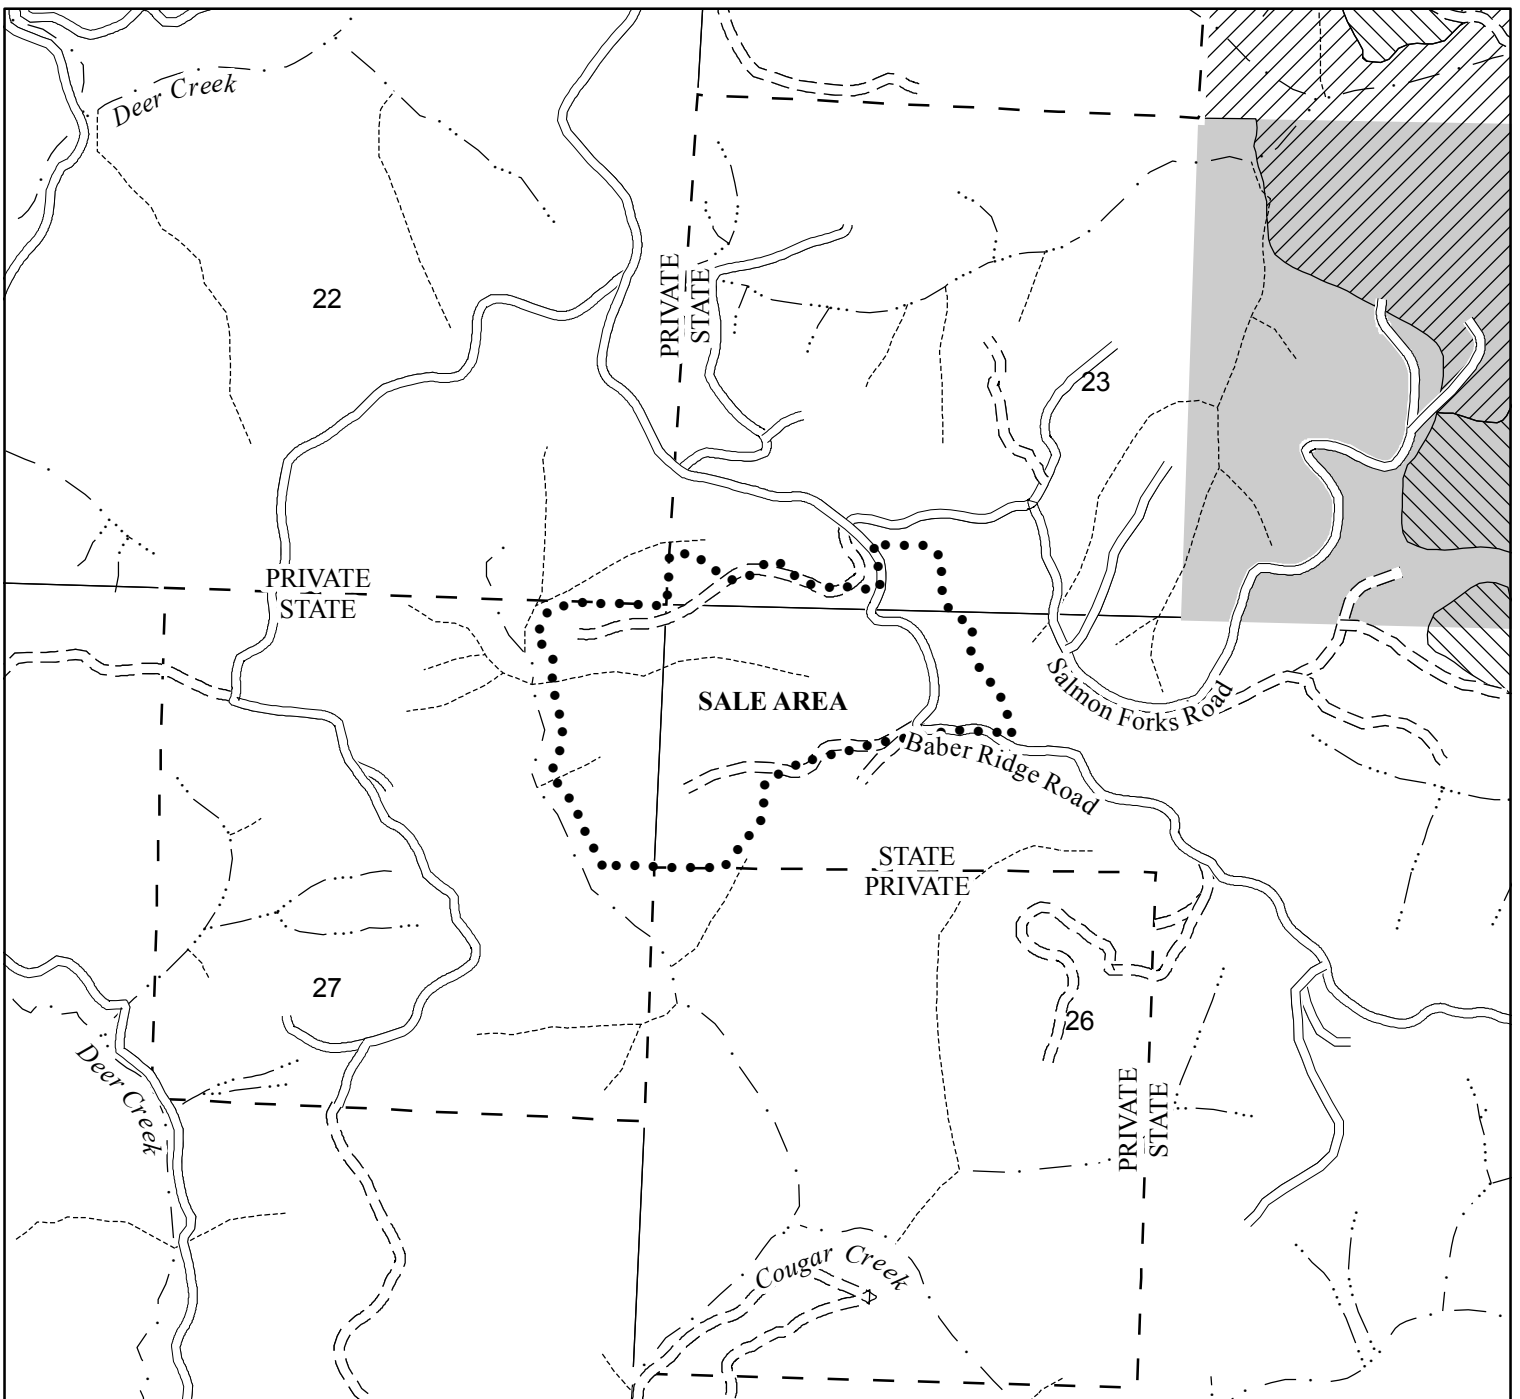 Deer Creek
22
PRIVATE
STATE
23
PRIVATE
STATE
SALE AREA
Salmon Forks Road
Baber Ridge Road
STATE
PRIVATE
27
26
Deer Creek
PRIVATE
STATE
Cougar Creek